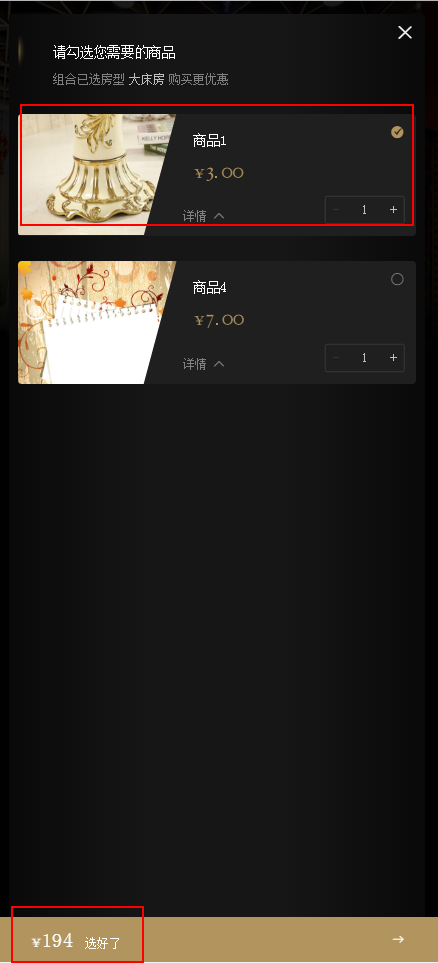 请勾选您需要的商品
组合已选房型 大床房 购买更优惠
商品1
¥3.00
详情
- 1 +
商品4
¥7.00
详情
- 1 +
¥194 选好了